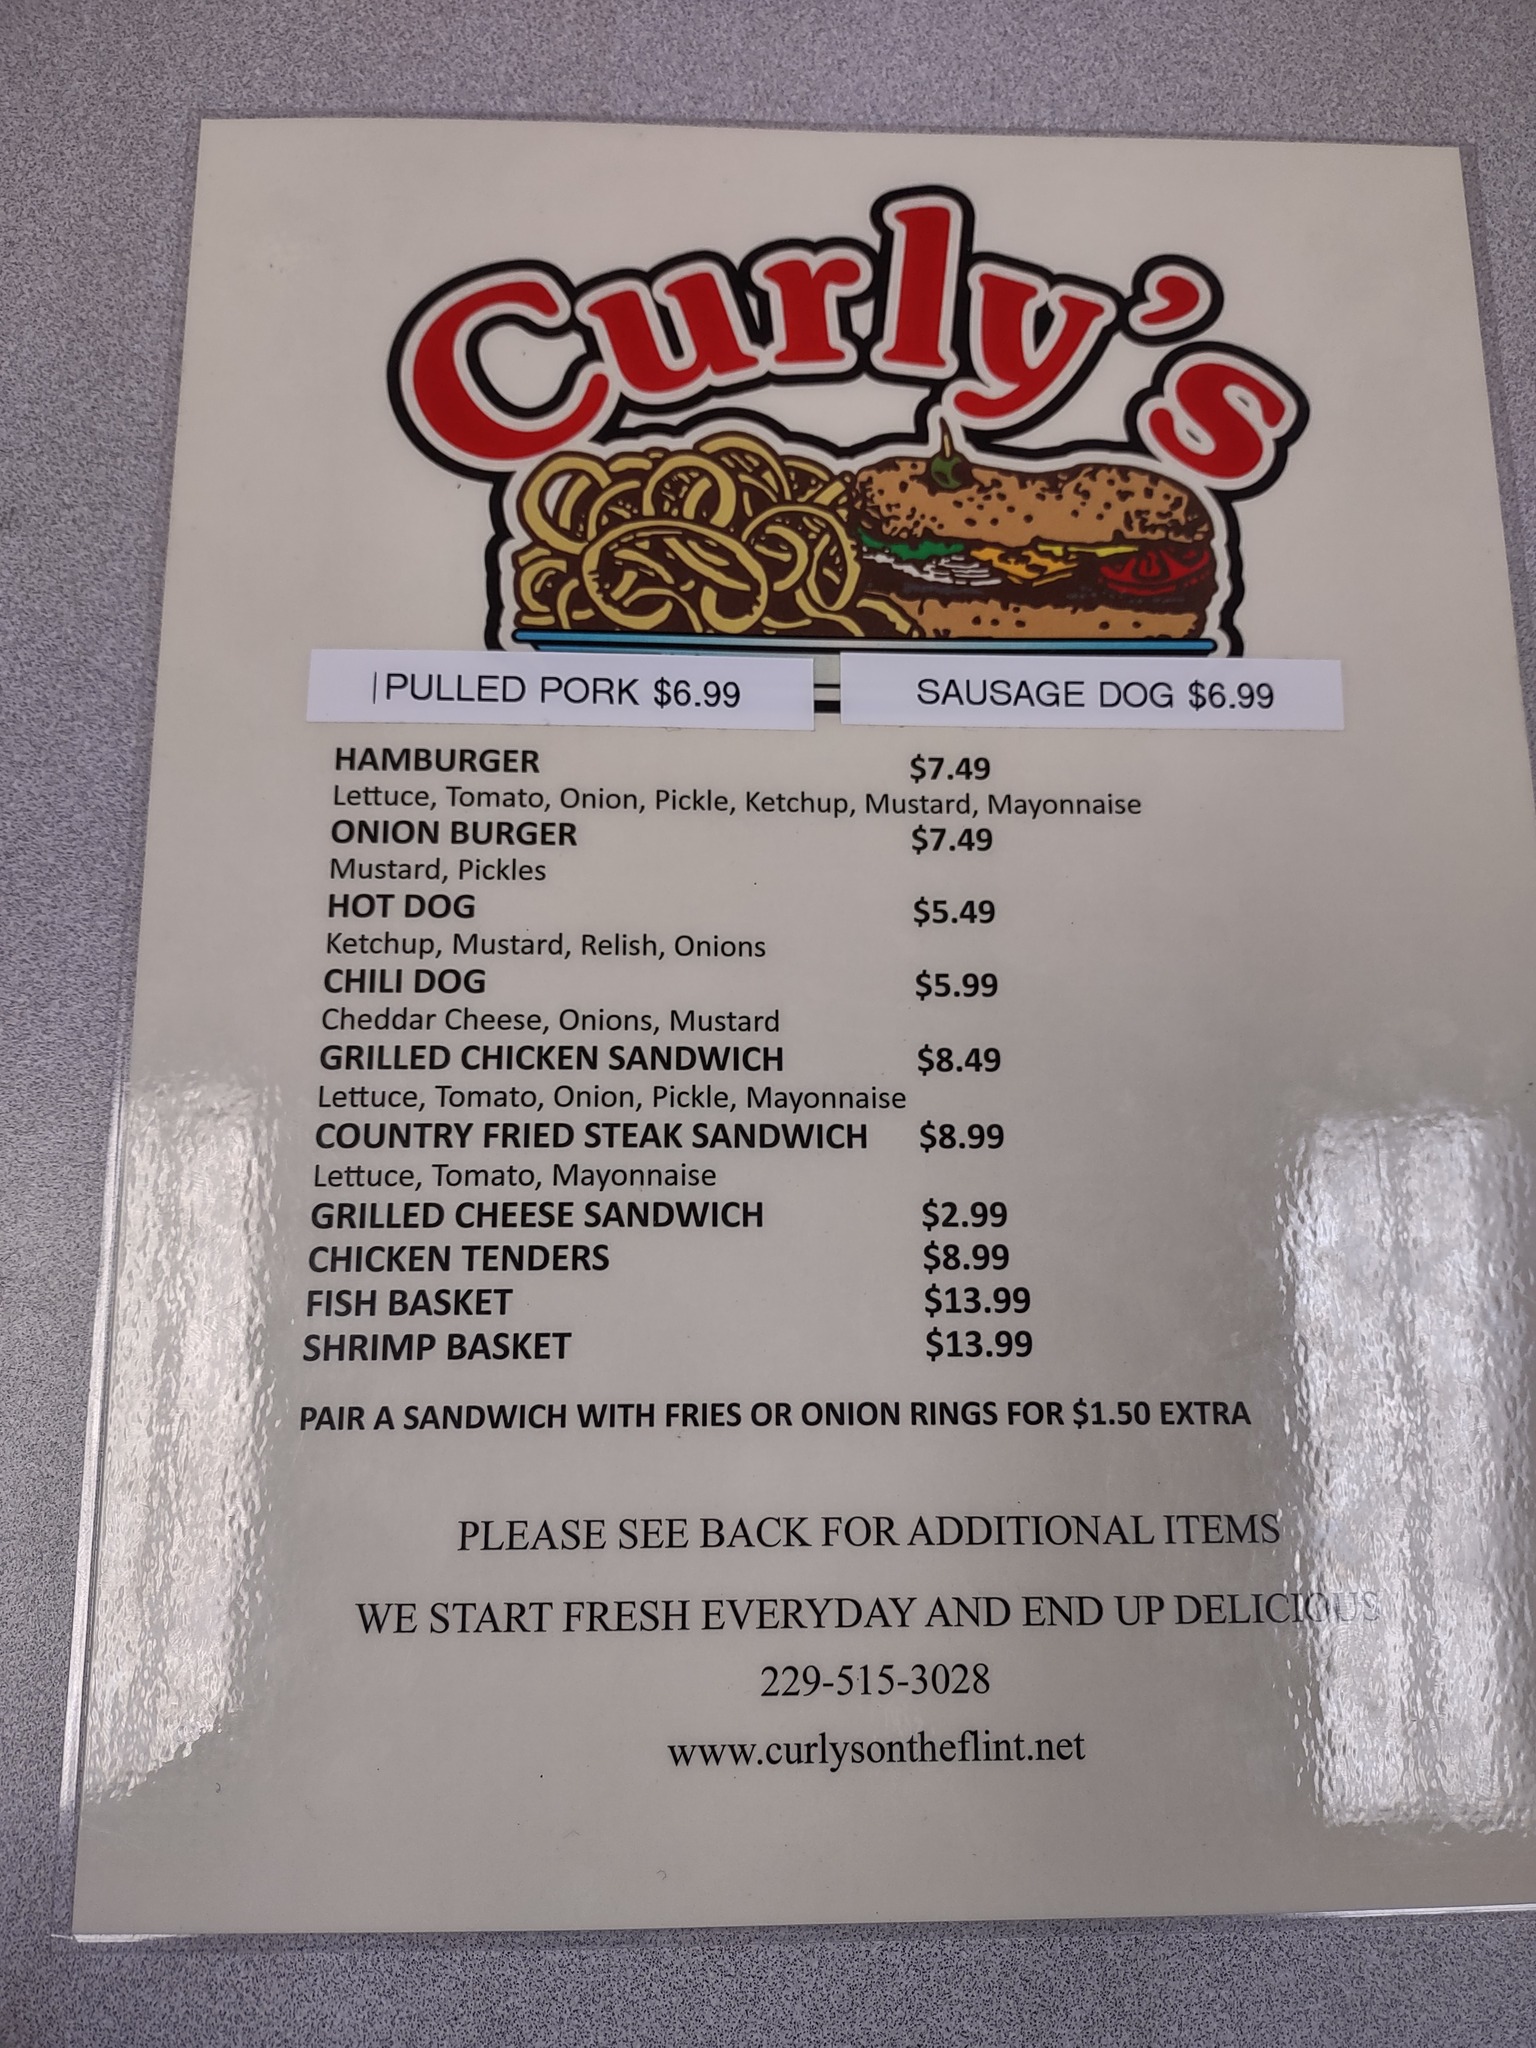 Curly's
PULLED PORK $6.99
SAUSAGE DOG $6.99
HAMBURGER $7.49
Lettuce, Tomato, Onion, Pickle, Ketchup, Mustard, Mayonnaise
ONION BURGER $7.49
Mustard, Pickles
HOT DOG $5.49
Ketchup, Mustard, Relish, Onions
CHILI DOG $5.99
Cheddar Cheese, Onions, Mustard
GRILLED CHICKEN SANDWICH $8.49
Lettuce, Tomato, Onion, Pickle, Mayonnaise
COUNTRY FRIED STEAK SANDWICH $8.99
Lettuce, Tomato, Mayonnaise
GRILLED CHEESE SANDWICH $2.99
CHICKEN TENDERS $8.99
FISH BASKET $13.99
SHRIMP BASKET $13.99
PAIR A SANDWICH WITH FRIES OR ONION RINGS FOR $1.50 EXTRA
PLEASE SEE BACK FOR ADDITIONAL ITEMS
WE START FRESH EVERYDAY AND END UP DELICIOUS
229-515-3028
www.curlysontheflint.net